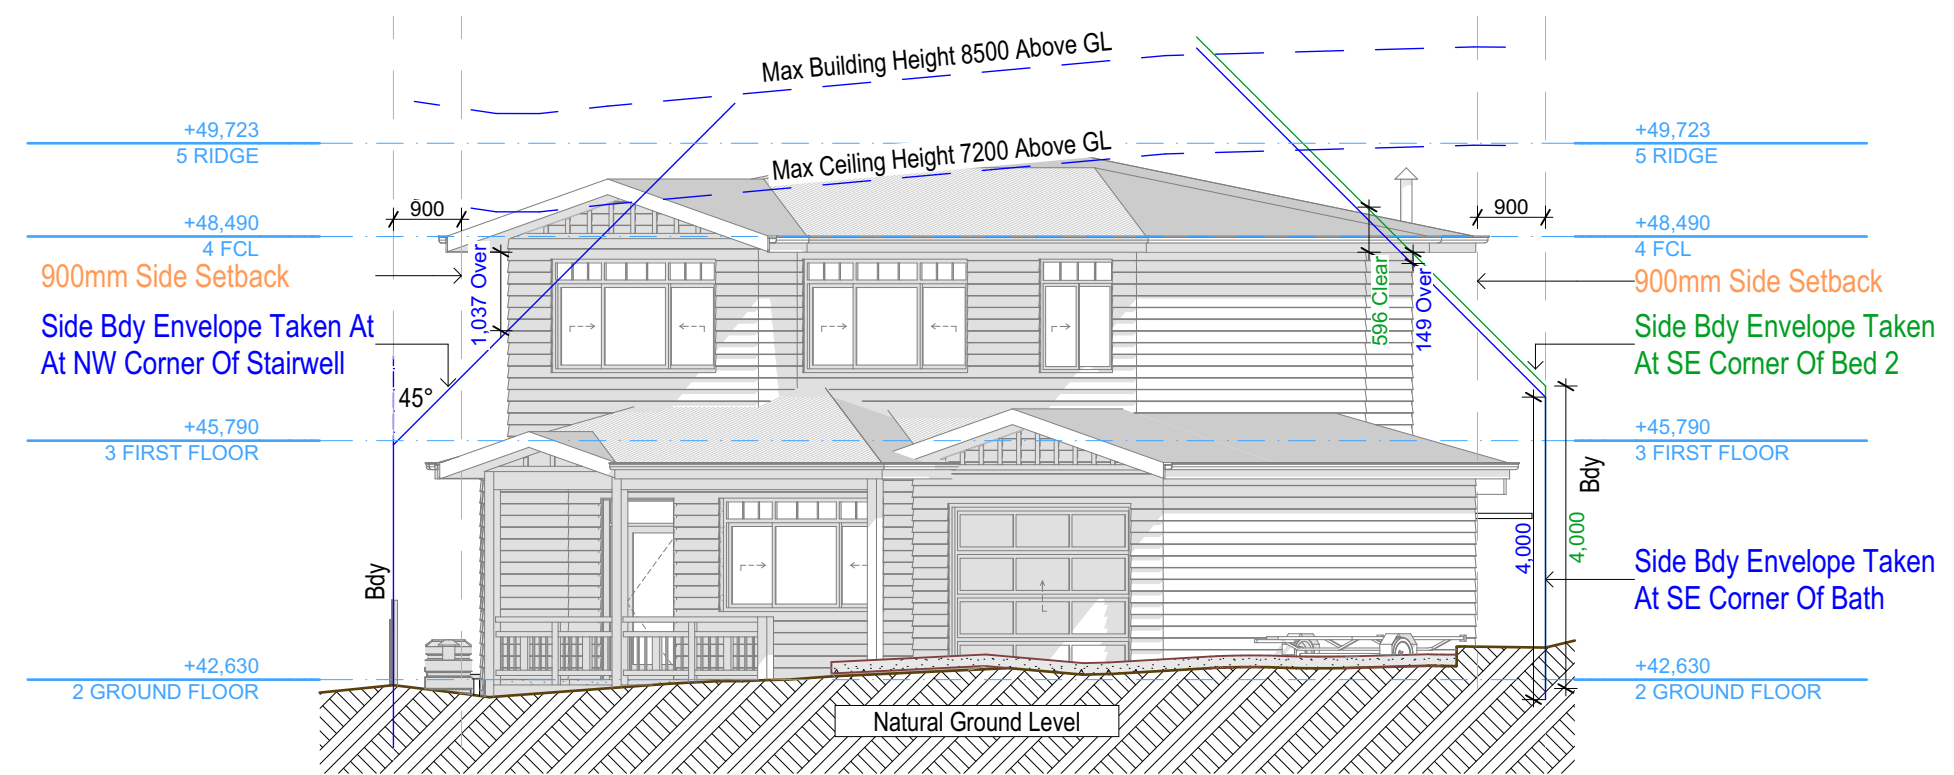 Max Building Height 8500 Above GL
+49,723
5 RIDGE
+49,723
5 RIDGE
Max Ceiling Height 7200 Above GL
900
900
+48,490
4 FCL
+48,490
4 FCL
900mm Side Setback
1,037 Over
596 Clear
149 Over
900mm Side Setback
Side Bdy Envelope Taken At
At NW Corner Of Stairwell
Side Bdy Envelope Taken
At SE Corner Of Bed 2
45°
+45,790
3 FIRST FLOOR
+45,790
3 FIRST FLOOR
Bdy
Bdy
4,000
4,000
Side Bdy Envelope Taken
At SE Corner Of Bath
+42,630
2 GROUND FLOOR
+42,630
2 GROUND FLOOR
Natural Ground Level